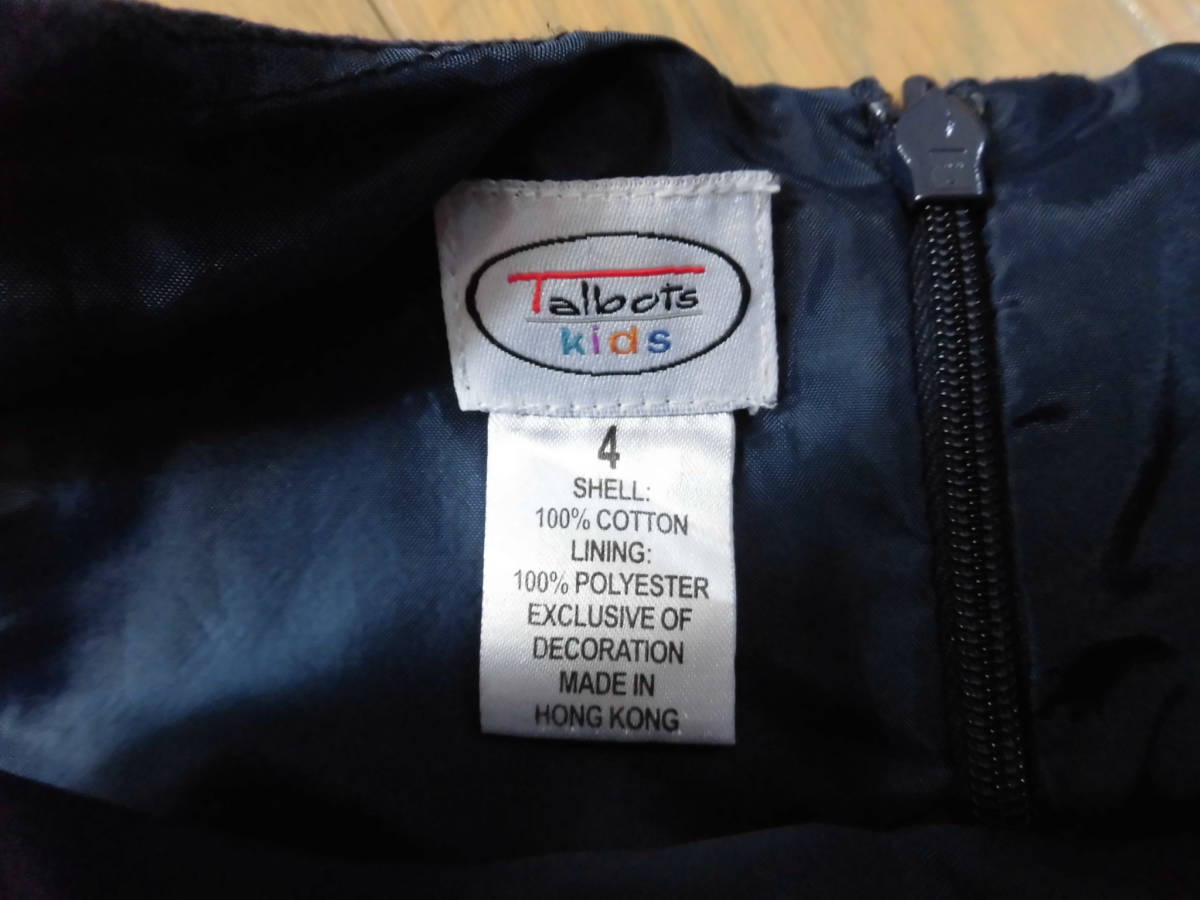 Talbots
kids
4
SHELL:
100% COTTON
LINING:
100% POLYESTER
EXCLUSIVE OF
DECORATION
MADE IN
HONG KONG